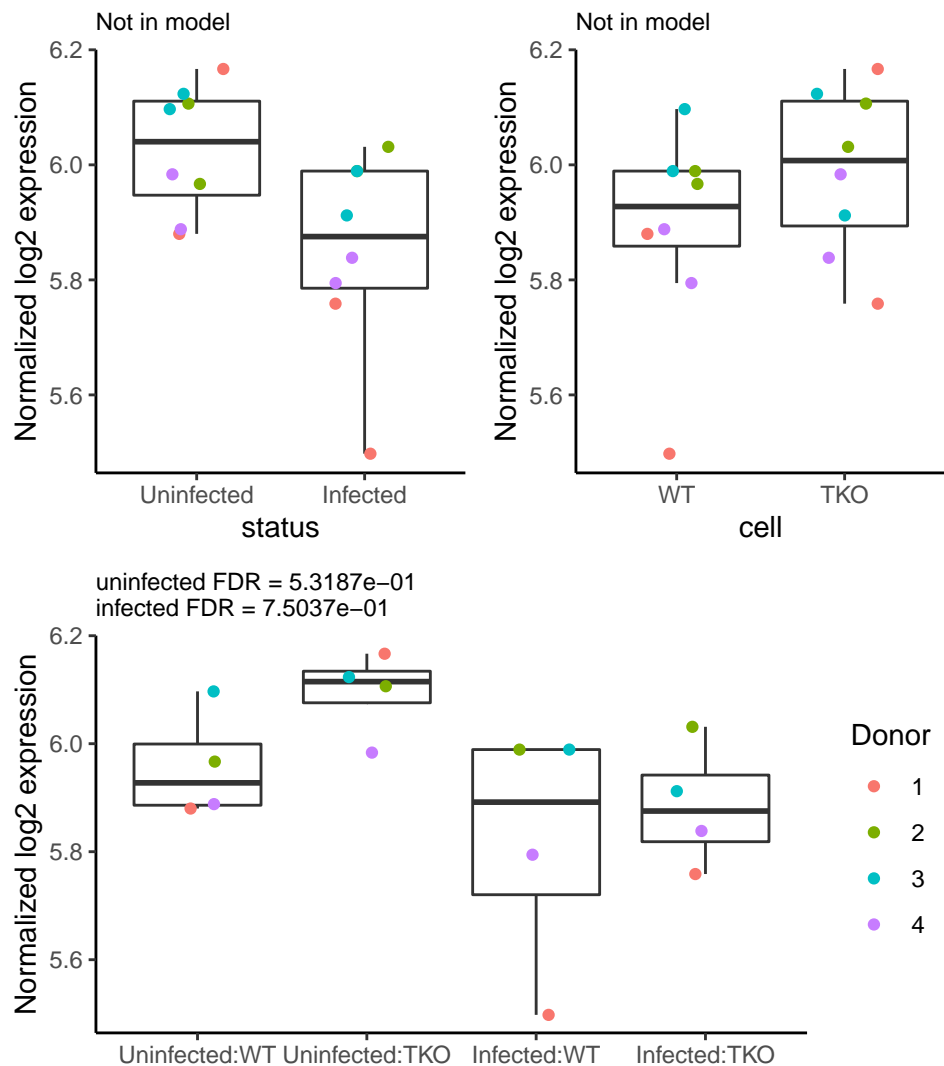 Not in model
Normalized log2 expression
6.2
6.0
5.8
5.6
Uninfected Infected
status
Not in model
Normalized log2 expression
6.2
6.0
5.8
5.6
WT TKO
cell
uninfected FDR = 5.3187e−01
infected FDR = 7.5037e−01
Normalized log2 expression
6.2
6.0
5.8
5.6
Uninfected:WT Uninfected:TKO Infected:WT Infected:TKO
Donor
1
2
3
4